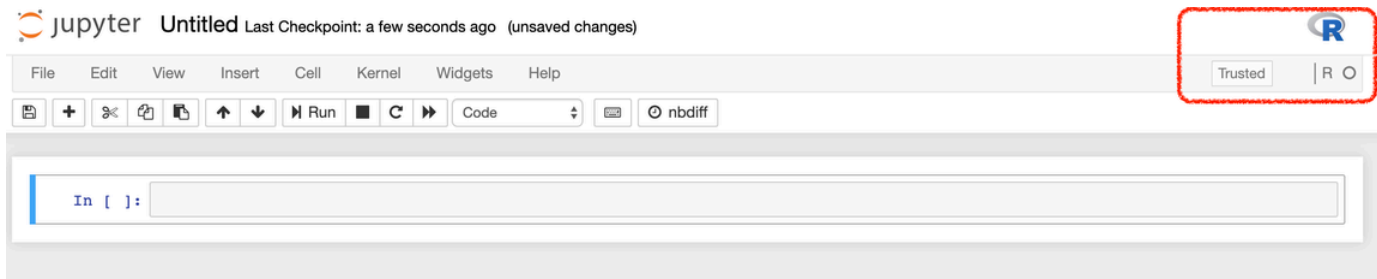 jupyter Untitled Last Checkpoint: a few seconds ago (unsaved changes) R
File Edit View Insert Cell Kernel Widgets Help Trusted R
Run Code nbdiff
In [ ]: